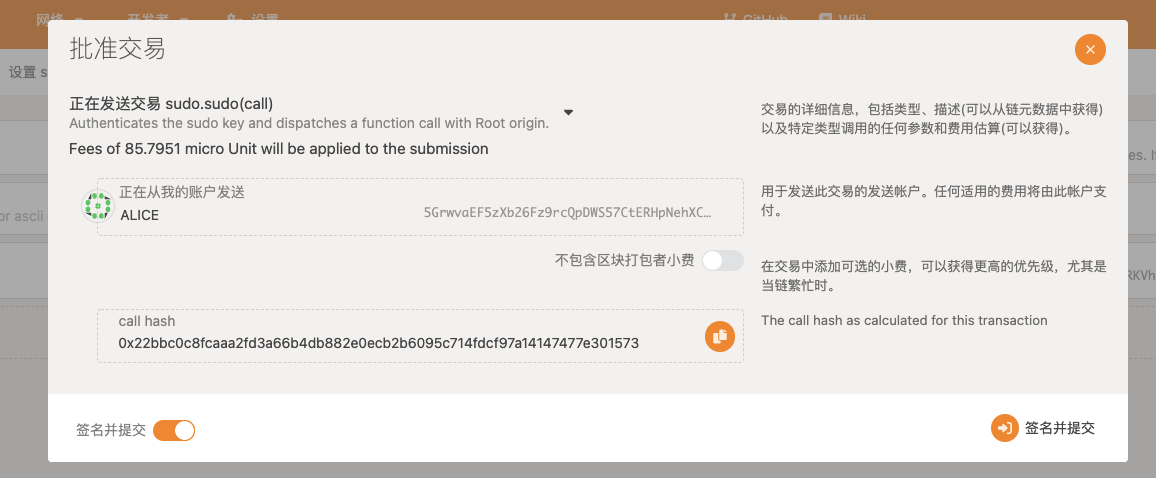 网络
开发者
设置
GitHub
Wiki
设置 s
批准交易
正在发送交易 sudo.sudo(call)
Authenticates the sudo key and dispatches a function call with Root origin.
Fees of 85.7951 micro Unit will be applied to the submission
交易的详细信息，包括类型、描述(可以从链元数据中获得)
以及特定类型调用的任何参数和费用估算(可以获得)。
es.
or ascii
正在从我的账户发送
ALICE
5GrwvaEF5zXbZ6Fz9rcQpDWS57CtERHpNehXC…
用于发送此交易的发送帐户。任何适用的费用将由此帐户支
付。
不包含区块打包者小费
在交易中添加可选的小费，可以获得更高的优先级，尤其是
当链繁忙时。
RKVh
call hash
0x22bbc0c8fcaaa2fd3a66b4db882e0ecb2b6095c714fdcf97a14147477e301573
The call hash as calculated for this transaction
签名并提交
签名并提交